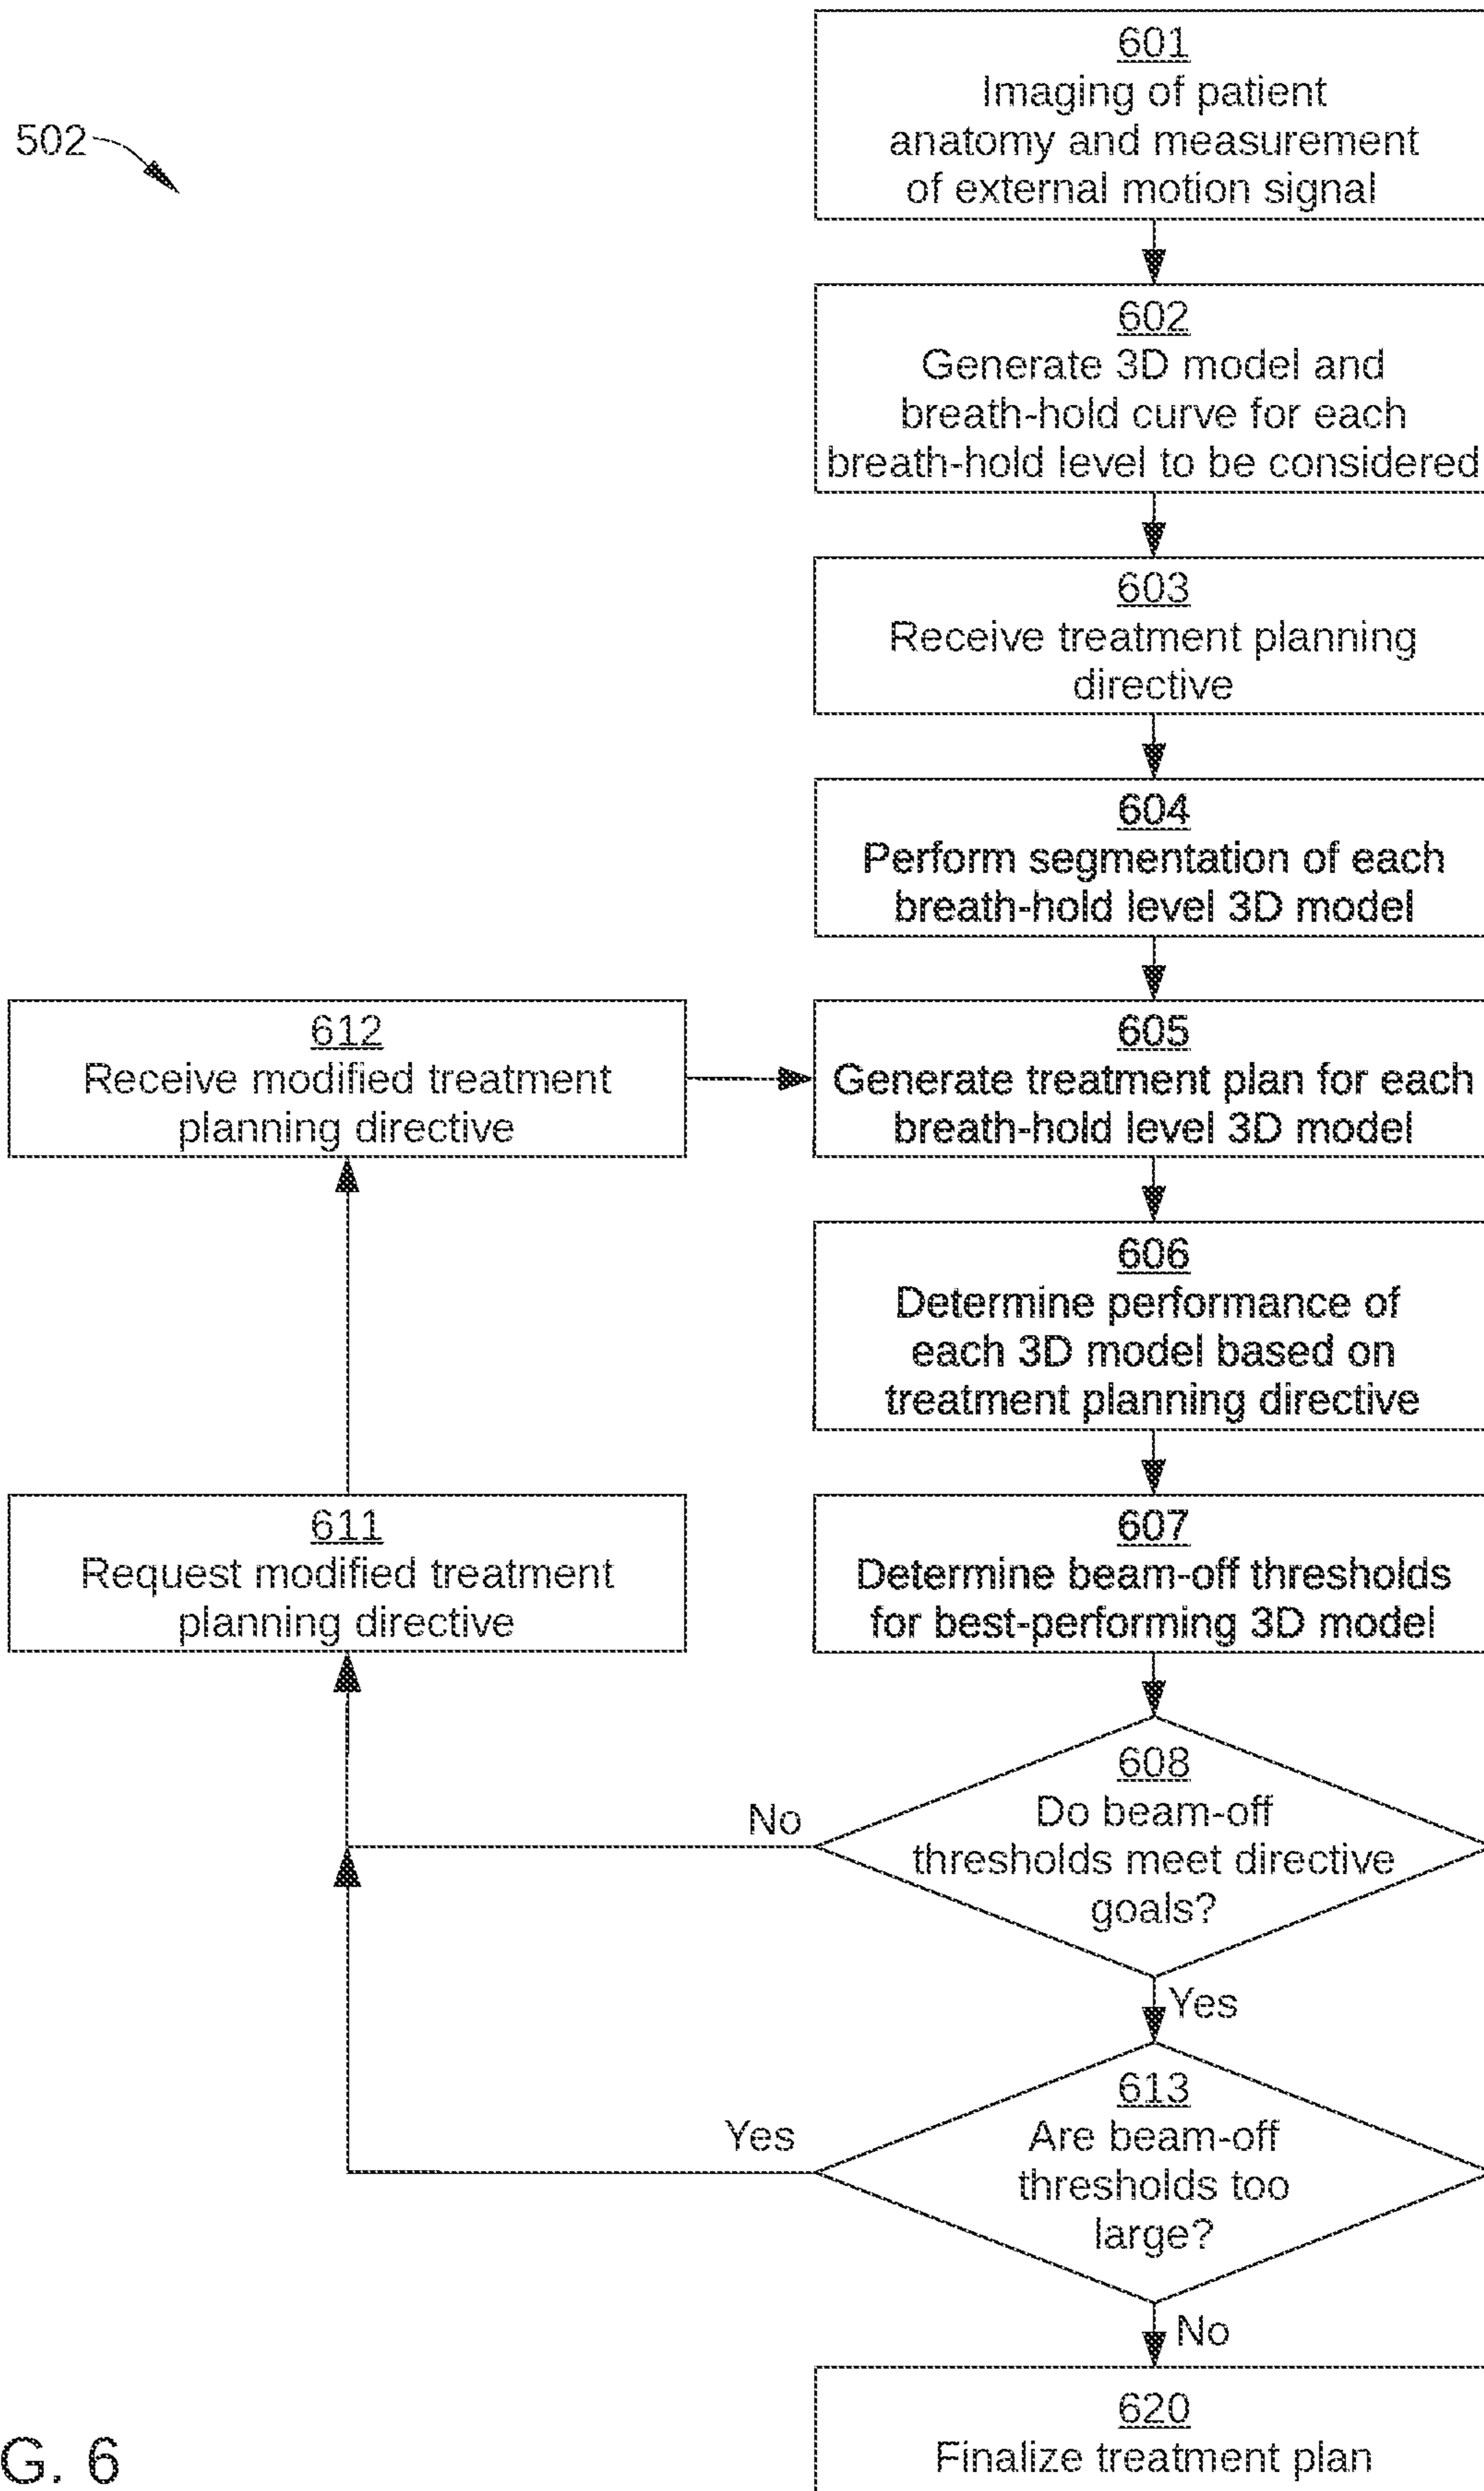 502
601
Imaging of patient
anatomy and measurement
of external motion signal
602
Generate 3D model and
breath-hold curve for each
breath-hold level to be considered
603
Receive treatment planning
directive
604
Perform segmentation of each
breath-hold level 3D model
612
Receive modified treatment
planning directive
605
Generate treatment plan for each
breath-hold level 3D model
606
Determine performance of
each 3D model based on
treatment planning directive
611
Request modified treatment
planning directive
607
Determine beam-off thresholds
for best-performing 3D model
608
Do beam-off
thresholds meet directive
goals?
No
Yes
613
Are beam-off
thresholds too
large?
Yes
No
620
Finalize treatment plan
G. 6